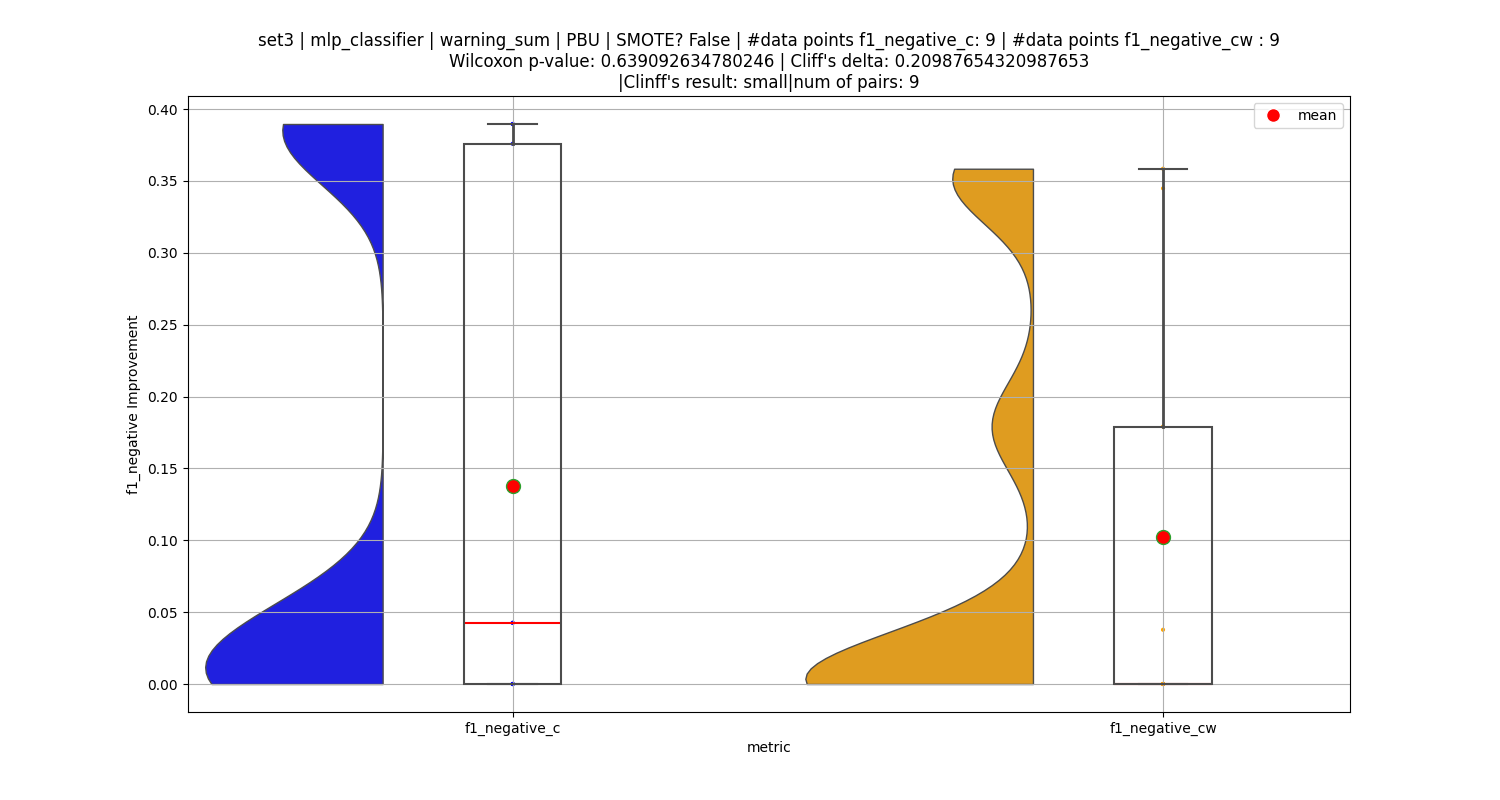 set3 | mlp_classifier | warning_sum | PBU | SMOTE? False | #data points f1_negative_c: 9 | #data points f1_negative_cw : 9
Wilcoxon p-value: 0.639092634780246 | Cliff's delta: 0.20987654320987653
|Clinff's result: small|num of pairs: 9
mean
0.40
0.35
0.30
0.25
0.20
0.15
0.10
0.05
0.00
f1_negative Improvement
f1_negative_c
f1_negative_cw
metric